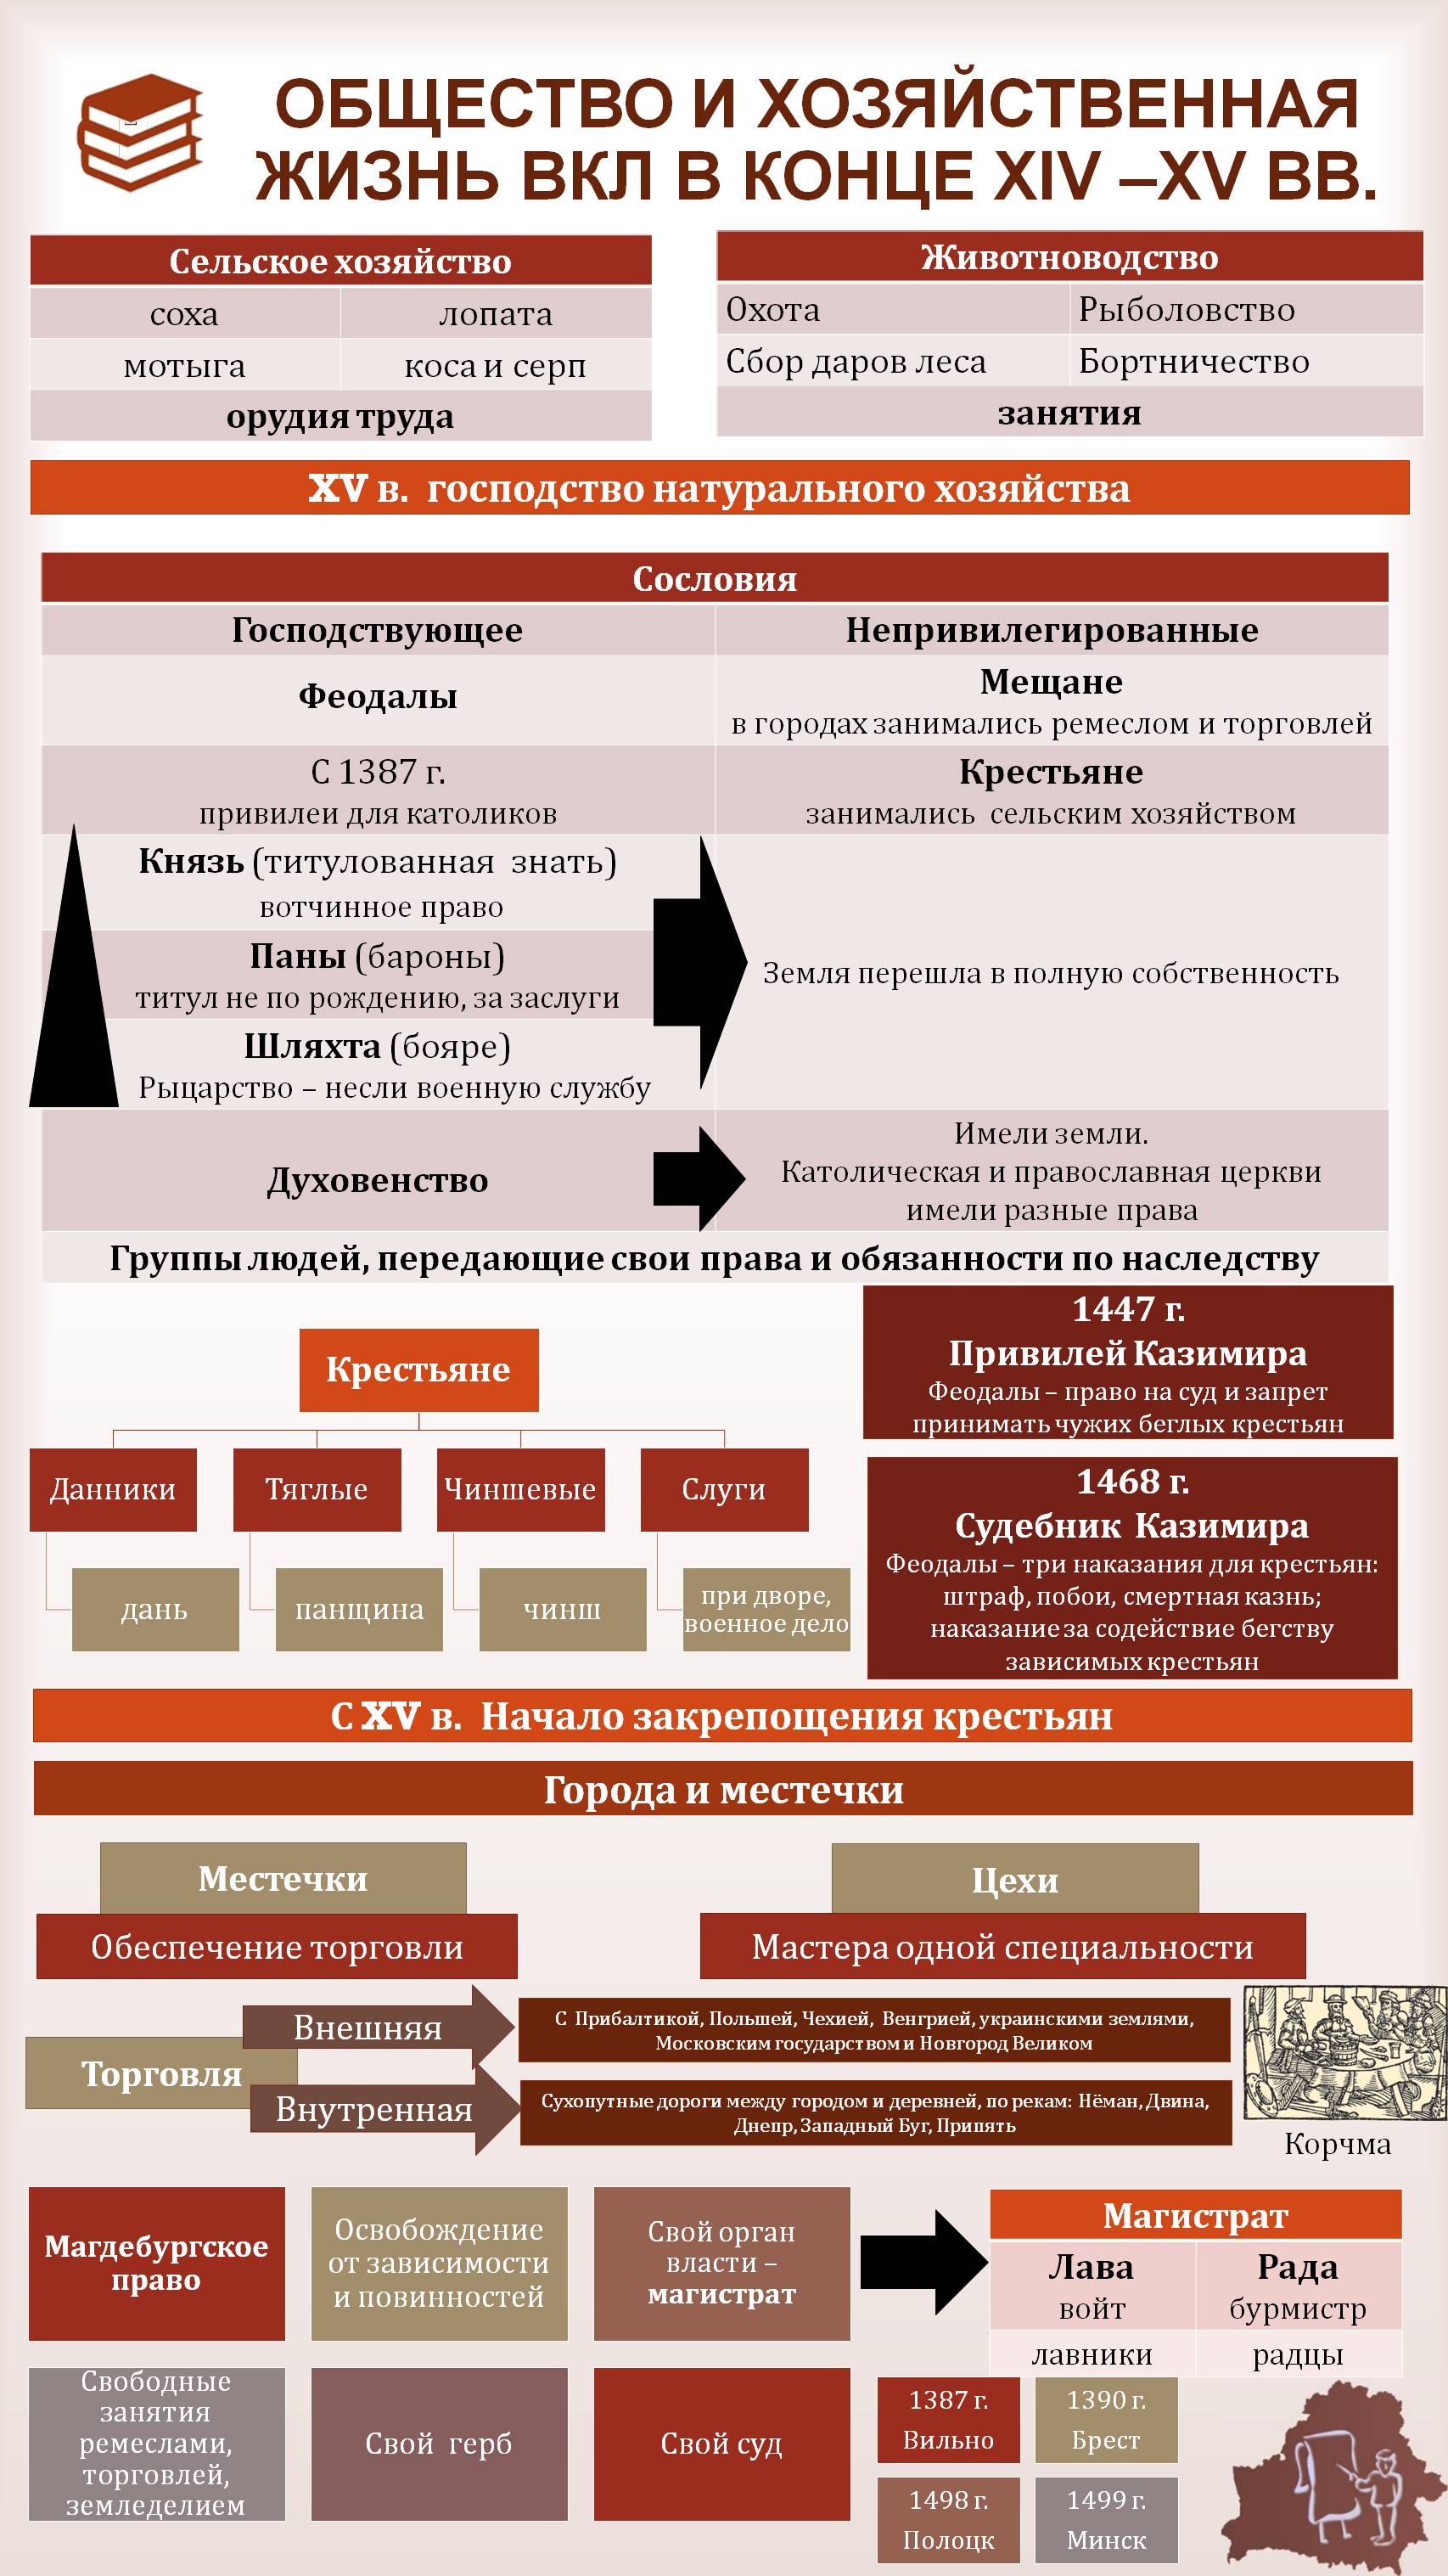 ОБЩЕСТВО И ХОЗЯЙСТВЕННАЯ
ЖИЗНЬ ВКЛ В КОНЦЕ XIV –XV ВВ.
Сельское хозяйство
соха лопата
мотыга коса и серп
орудия труда
Животноводство
Охота Рыболовство
Сбор даров леса Бортничество
занятия
XV в. господство натурального хозяйства
Сословия
Господствующее Непривилегированные
Феодалы
Мещане
в городах занимались ремеслом и торговлей
С 1387 г.
привилеи для католиков
Крестьяне
занимались сельским хозяйством
Князь (титулованная знать)
вотчинное право
Паны (бароны)
титул не по рождению, за заслуги
Шляхта (бояре)
Рыцарство – несли военную службу
Земля перешла в полную собственность
Духовенство
Имели земли.
Католическая и православная церкви
имели разные права
Группы людей, передающие свои права и обязанности по наследству
Крестьяне
Данники Тяглые Чиншевые Слуги
дань панщина чинш при дворе,
военное дело
1447 г.
Привилей Казимира
Феодалы – право на суд и запрет
принимать чужих беглых крестьян
1468 г.
Судебник Казимира
Феодалы – три наказания для крестьян:
штраф, побои, смертная казнь;
наказание за содействие бегству
зависимых крестьян
С XV в. Начало закрепощения крестьян
Города и местечки
Местечки
Обеспечение торговли
Цехи
Мастера одной специальности
Торговля
Внешняя
С Прибалтикой, Польшей, Чехией, Венгрией, украинскими землями,
Московским государством и Новгород Великом
Внутренная
Сухопутные дороги между городом и деревней, по рекам: Нёман, Двина,
Днепр, Западный Буг, Припять
Корчма
Магдебургское
право
Освобождение
от зависимости
и повинностей
Свой орган
власти –
магистрат
Магистрат
Лава Рада
войт бурмистр
лавники радцы
Свободные
занятия
ремеслами,
торговлей,
земледелием
Свой герб
Свой суд
1387 г.
Вильно
1390 г.
Брест
1498 г.
Полоцк
1499 г.
Минск